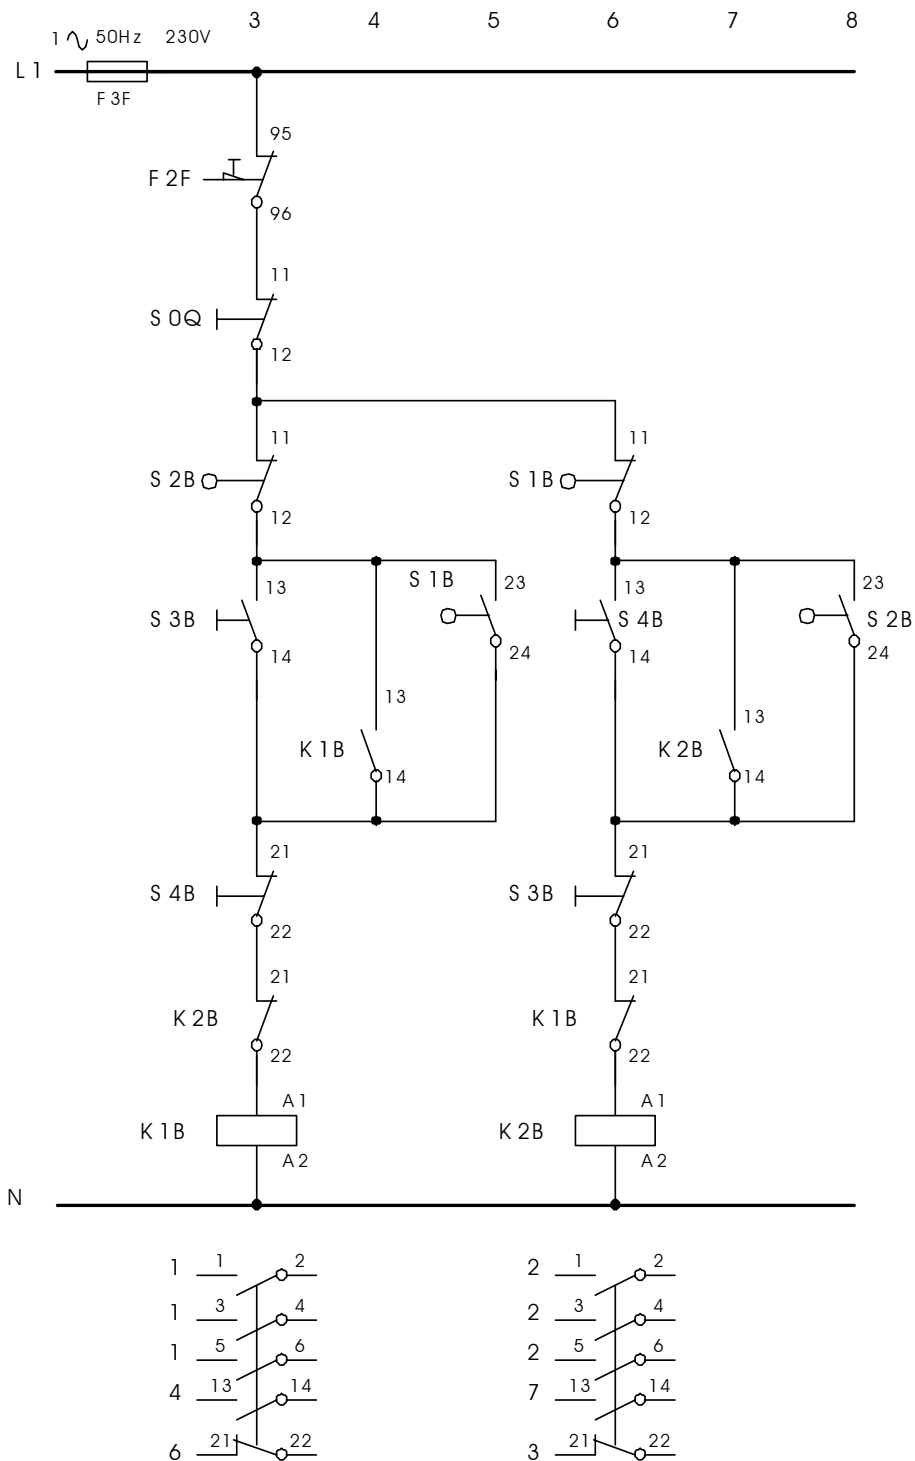 3 4 5 6 7 8
1 50Hz 230V
L1
F3F
95
F2F
96
11
S0Q
12
11 11
S2B S1B
12 12
13 S1B 23 13 23
S3B S4B S2B
14 24 14 24
13 13
K1B K2B
14 14
21 21
S4B S3B
22 22
21 21
K2B K1B
22 22
A1 A1
K1B K2B
A2 A2
N
1 1 2 2 1 2
1 3 4 2 3 4
1 5 6 2 5 6
4 13 14 7 13 14
6 21 22 3 21 22